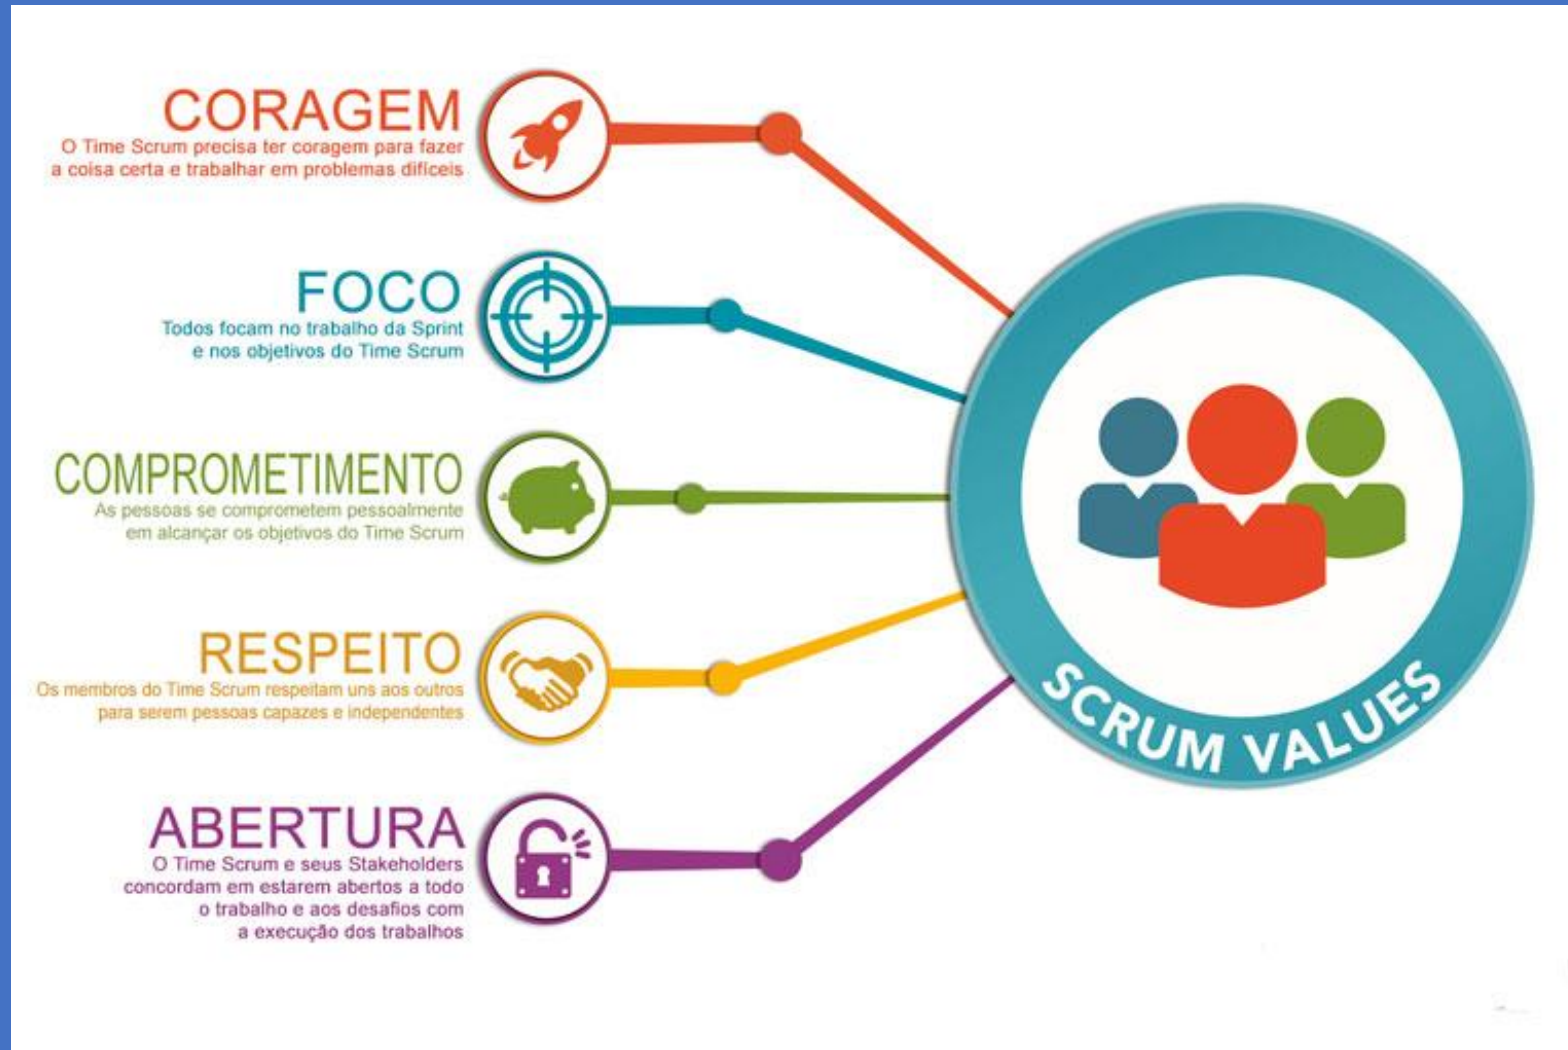 CORAGEM
O Time Scrum precisa ter coragem para fazer
a coisa certa e trabalhar em problemas difíceis
FOCO
Todos focam no trabalho da Sprint
e nos objetivos do Time Scrum
COMPROMETIMENTO
As pessoas se comprometem pessoalmente
em alcançar os objetivos do Time Scrum
RESPEITO
Os membros do Time Scrum respeitam uns aos outros
para serem pessoas capazes e independentes
ABERTURA
O Time Scrum e seus Stakeholders
concordam em estarem abertos a todo
o trabalho e aos desafios com
a execução dos trabalhos
SCRUM VALUES